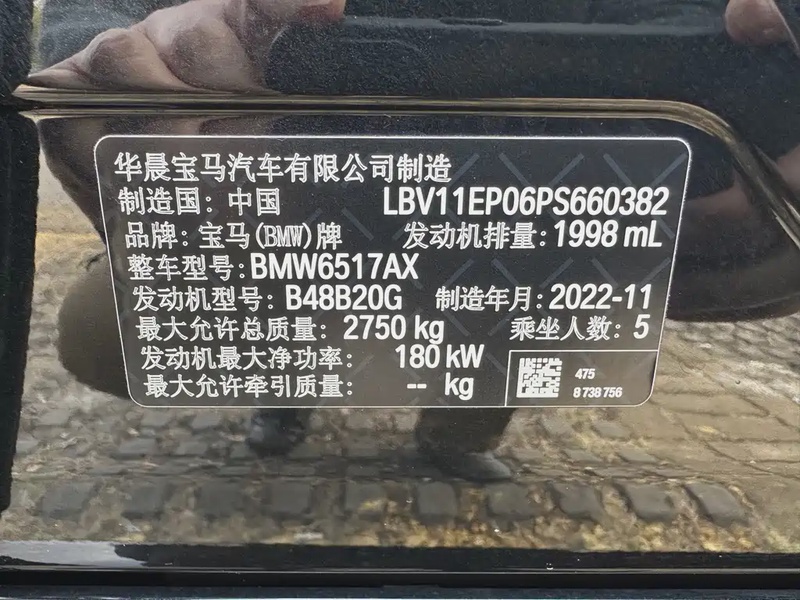 华晨宝马汽车有限公司制造
制造国：中国 LBV11EP06PS660382
品牌：宝马(BMW)牌 发动机排量：1998 mL
整车型号：BMW6517AX
发动机型号：B48B20G 制造年月：2022-11
最大允许总质量：2750 kg 乘坐人数：5
发动机最大净功率：180 kW
最大允许牵引质量：-- kg
475
8 738 756